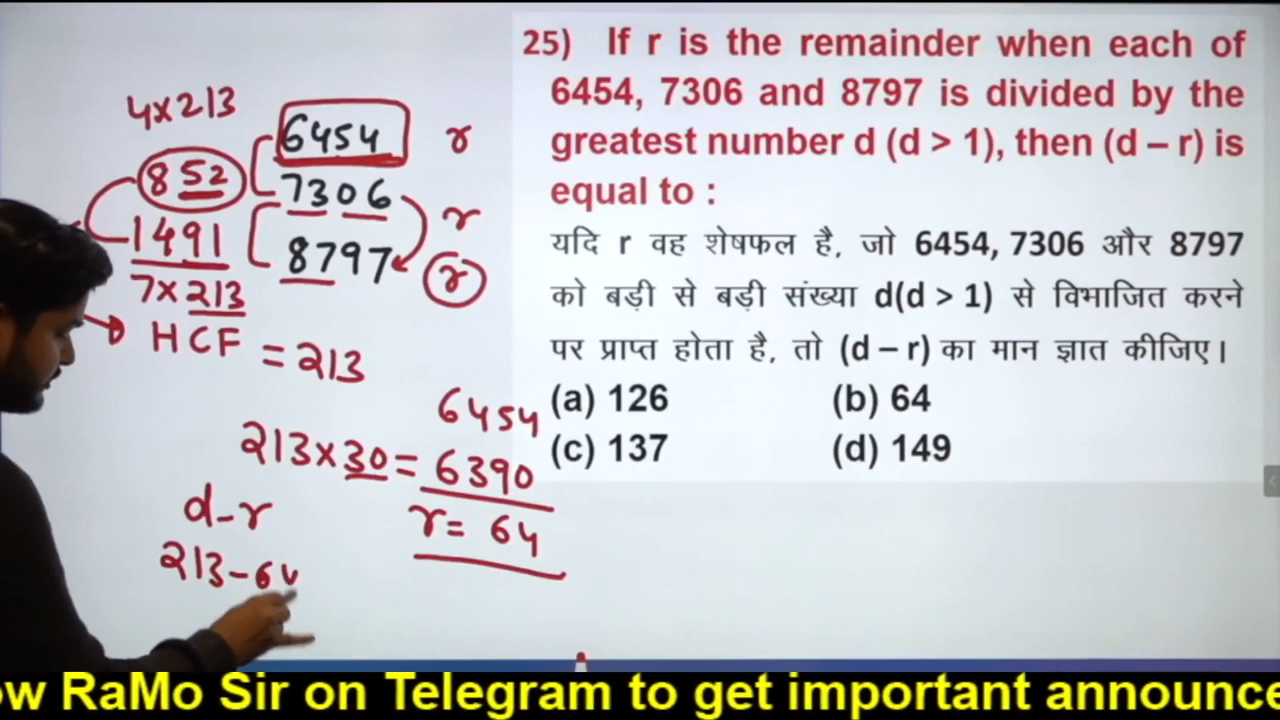 25) If r is the remainder when each of
6454, 7306 and 8797 is divided by the
greatest number d (d > 1), then (d – r) is
equal to :
यदि r वह शेषफल है, जो 6454, 7306 और 8797
को बड़ी से बड़ी संख्या d(d > 1) से विभाजित करने
पर प्राप्त होता है, तो (d – r) का मान ज्ञात कीजिए।
(a) 126 (b) 64
(c) 137 (d) 149
4x213
6454 r
852
7306 r
1491
8797 r
7x213
HCF = 213
6454
213x30 = 6390
r = 64
d-r
213-64
ow RaMo Sir on Telegram to get important announce